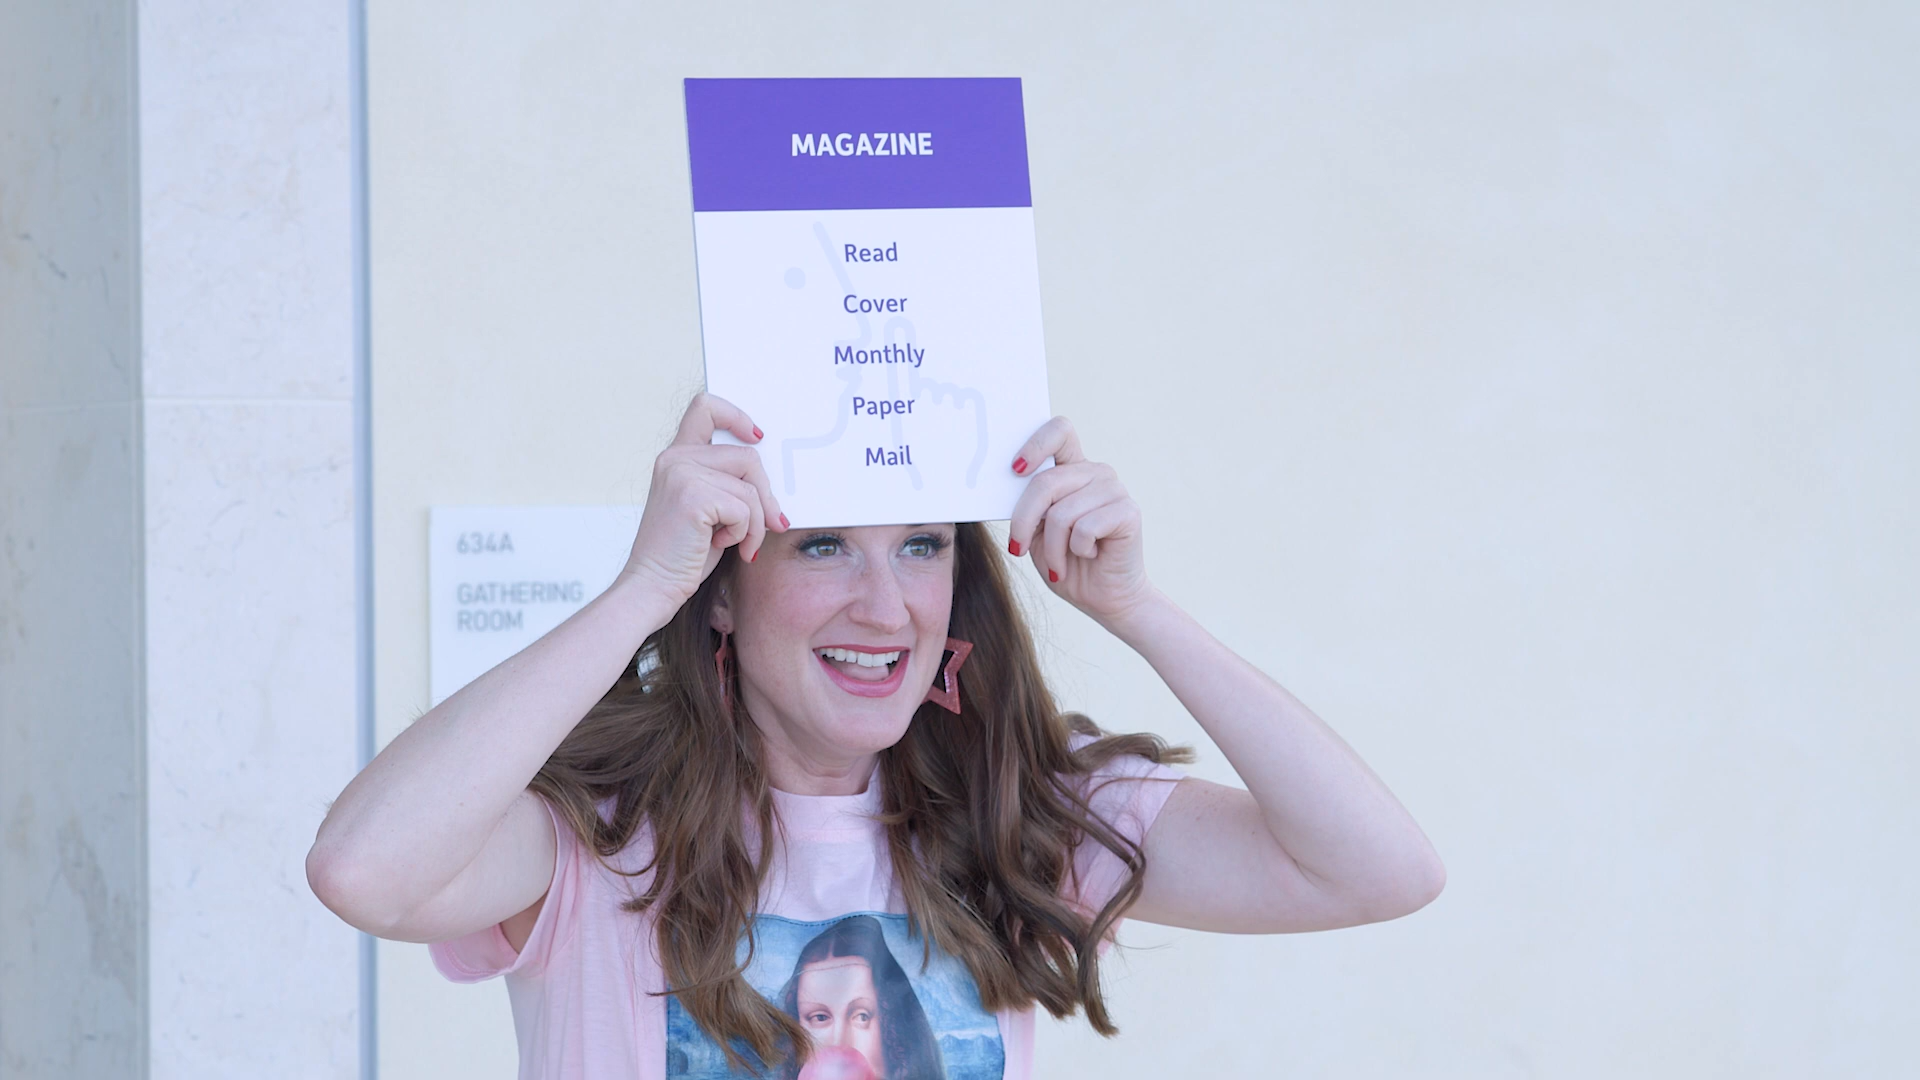 MAGAZINE
Read
Cover
Monthly
Paper
Mail
634A
GATHERING
ROOM